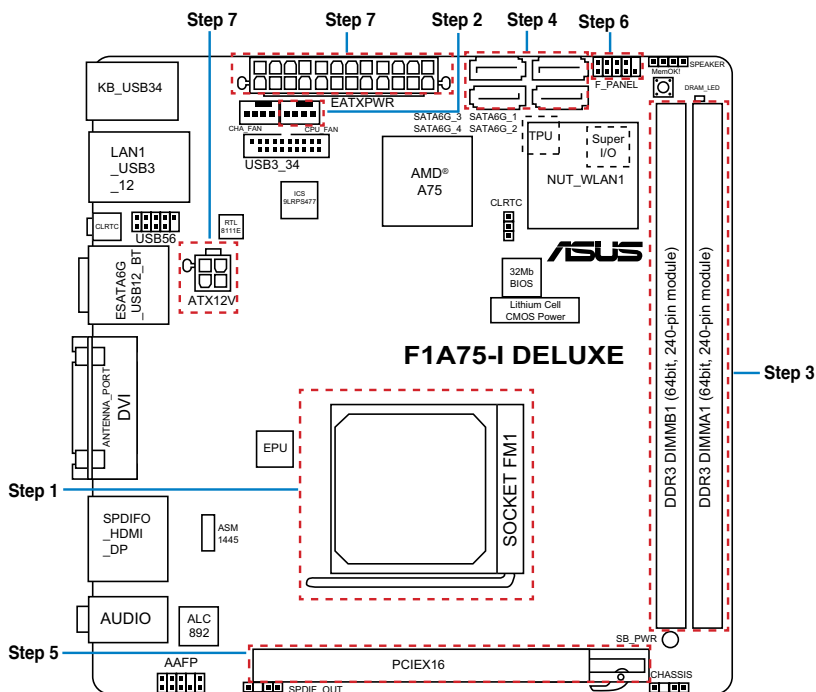 Step 7
Step 7
Step 2
Step 4
Step 6
KB_USB34
EATXPWR
F_PANEL
SPEAKER
MemOK!
DRAM_LED
CHA_FAN
CPU_FAN
SATA6G_3 SATA6G_1
SATA6G_4 SATA6G_2
USB3_34
LAN1
_USB3
_12
AMD®
A75
TPU
Super
I/O
NUT_WLAN1
ICS
9LRPS477
CLRTC
CLRTC
USB56
RTL
8111E
ASUS
ESATA6G
_USB12_BT
ATX12V
32Mb
BIOS
Lithium Cell
CMOS Power
F1A75-I DELUXE
DDR3 DIMMB1 (64bit, 240-pin module)
DDR3 DIMMA1 (64bit, 240-pin module)
Step 3
ANTENNA_PORT
DVI
EPU
SOCKET FM1
Step 1
SPDIFO
_HDMI
_DP
ASM
1445
AUDIO
ALC
892
SB_PWR
Step 5
PCIEX16
AAFP
SPDIF_OUT
CHASSIS